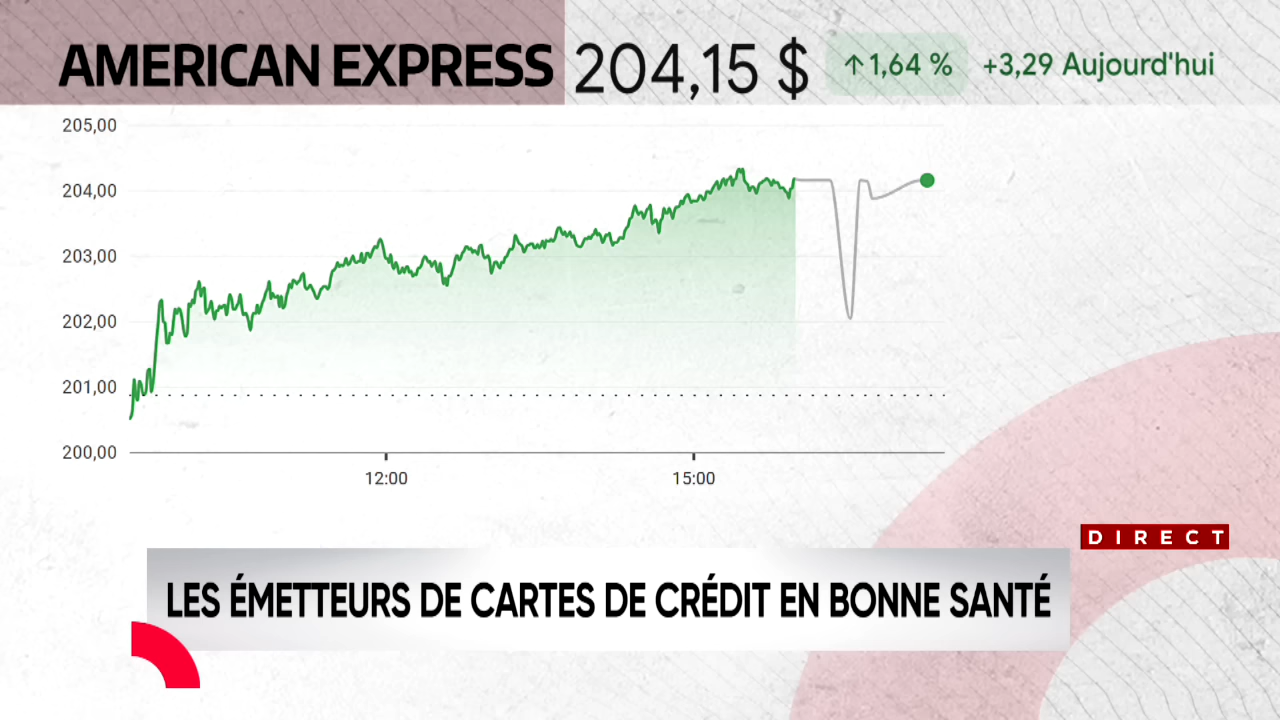 AMERICAN EXPRESS 204,15 $ ↑ 1,64 % +3,29 Aujourd'hui
205,00
204,00
203,00
202,00
201,00
200,00
12:00 15:00
DIRECT
LES ÉMETTEURS DE CARTES DE CRÉDIT EN BONNE SANTÉ